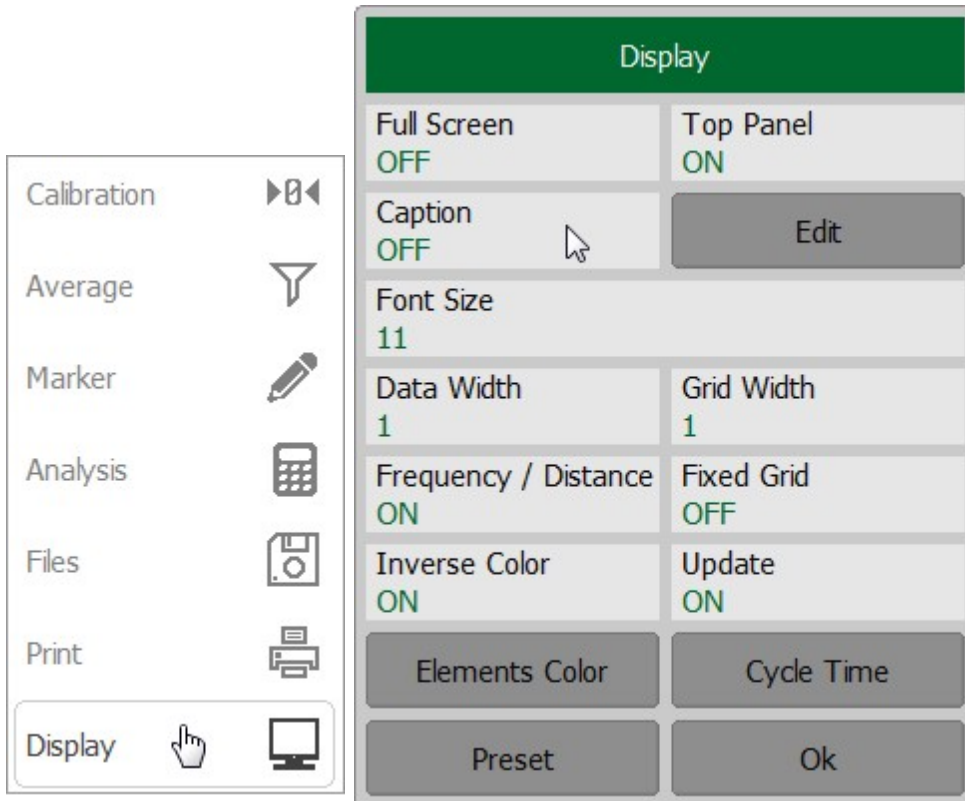 Calibration
Average
Marker
Analysis
Files
Print
Display
Display
Full Screen
OFF
Top Panel
ON
Caption
OFF
Edit
Font Size
11
Data Width
1
Grid Width
1
Frequency / Distance
ON
Fixed Grid
OFF
Inverse Color
ON
Update
ON
Elements Color
Cycle Time
Preset
Ok